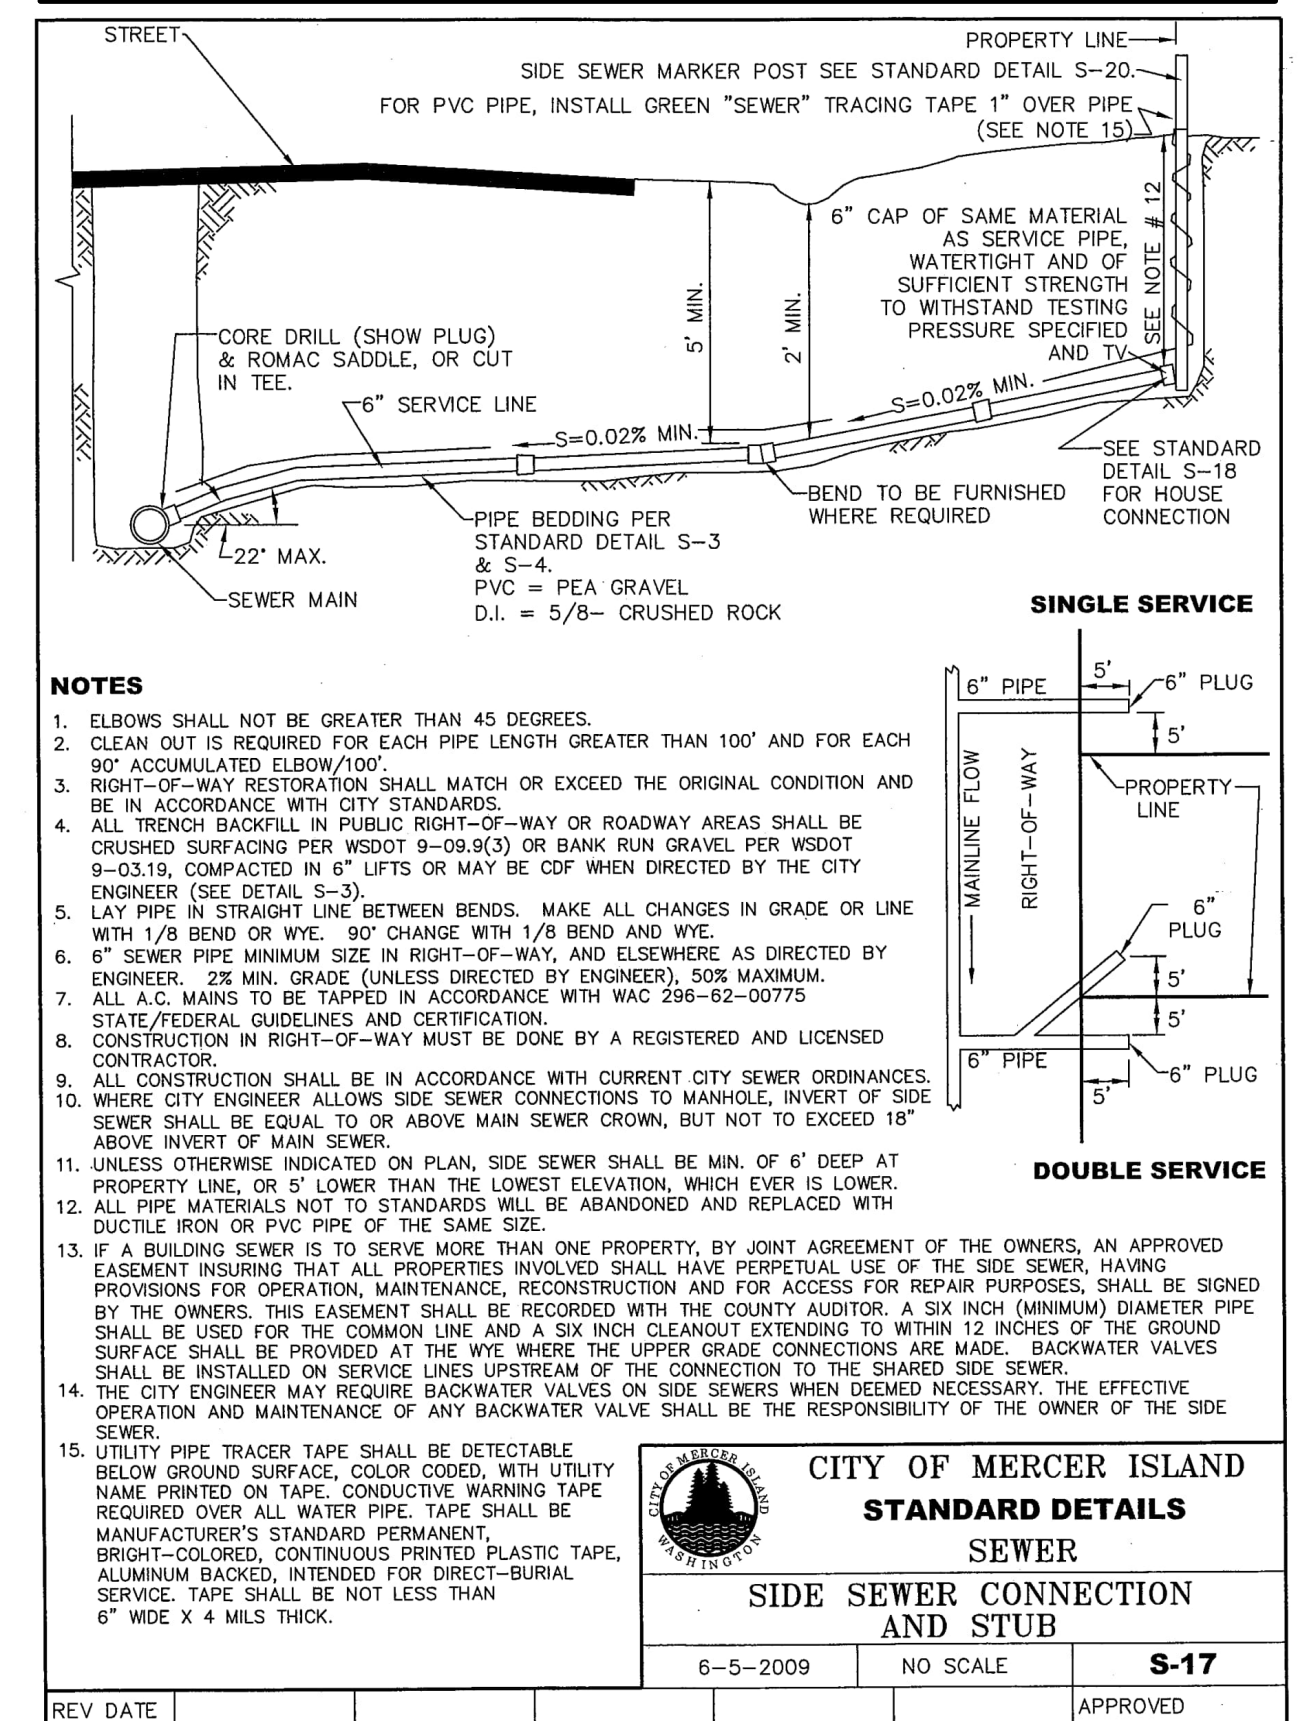 STREET
PROPERTY LINE
SIDE SEWER MARKER POST SEE STANDARD DETAIL S-20.
FOR PVC PIPE, INSTALL GREEN "SEWER" TRACING TAPE 1" OVER PIPE
(SEE NOTE 15)
6" CAP OF SAME MATERIAL
AS SERVICE PIPE,
WATERTIGHT AND OF
SUFFICIENT STRENGTH
TO WITHSTAND TESTING
PRESSURE SPECIFIED
AND TV
SEE NOTE # 12
5' MIN.
2' MIN.
CORE DRILL (SHOW PLUG)
& ROMAC SADDLE, OR CUT
IN TEE.
6" SERVICE LINE
S=0.02% MIN.
S=0.02% MIN.
SEE STANDARD
DETAIL S-18
FOR HOUSE
CONNECTION
BEND TO BE FURNISHED
WHERE REQUIRED
PIPE BEDDING PER
STANDARD DETAIL S-3
& S-4.
PVC = PEA GRAVEL
D.I. = 5/8- CRUSHED ROCK
22° MAX.
SEWER MAIN
SINGLE SERVICE
6" PIPE
5'
6" PLUG
5'
MAINLINE FLOW
RIGHT-OF-WAY
PROPERTY
LINE
6"
PLUG
5'
5'
6" PIPE
6" PLUG
5'
DOUBLE SERVICE
NOTES
1. ELBOWS SHALL NOT BE GREATER THAN 45 DEGREES.
2. CLEAN OUT IS REQUIRED FOR EACH PIPE LENGTH GREATER THAN 100' AND FOR EACH
90° ACCUMULATED ELBOW/100'.
3. RIGHT-OF-WAY RESTORATION SHALL MATCH OR EXCEED THE ORIGINAL CONDITION AND
BE IN ACCORDANCE WITH CITY STANDARDS.
4. ALL TRENCH BACKFILL IN PUBLIC RIGHT-OF-WAY OR ROADWAY AREAS SHALL BE
CRUSHED SURFACING PER WSDOT 9-09.9(3) OR BANK RUN GRAVEL PER WSDOT
9-03.19, COMPACTED IN 6" LIFTS OR MAY BE CDF WHEN DIRECTED BY THE CITY
ENGINEER (SEE DETAIL S-3).
5. LAY PIPE IN STRAIGHT LINE BETWEEN BENDS. MAKE ALL CHANGES IN GRADE OR LINE
WITH 1/8 BEND OR WYE. 90° CHANGE WITH 1/8 BEND AND WYE.
6. 6" SEWER PIPE MINIMUM SIZE IN RIGHT-OF-WAY, AND ELSEWHERE AS DIRECTED BY
ENGINEER. 2% MIN. GRADE (UNLESS DIRECTED BY ENGINEER), 50% MAXIMUM.
7. ALL A.C. MAINS TO BE TAPPED IN ACCORDANCE WITH WAC 296-62-00775
STATE/FEDERAL GUIDELINES AND CERTIFICATION.
8. CONSTRUCTION IN RIGHT-OF-WAY MUST BE DONE BY A REGISTERED AND LICENSED
CONTRACTOR.
9. ALL CONSTRUCTION SHALL BE IN ACCORDANCE WITH CURRENT CITY SEWER ORDINANCES.
10. WHERE CITY ENGINEER ALLOWS SIDE SEWER CONNECTIONS TO MANHOLE, INVERT OF SIDE
SEWER SHALL BE EQUAL TO OR ABOVE MAIN SEWER CROWN, BUT NOT TO EXCEED 18"
ABOVE INVERT OF MAIN SEWER.
11. UNLESS OTHERWISE INDICATED ON PLAN, SIDE SEWER SHALL BE MIN. OF 6' DEEP AT
PROPERTY LINE, OR 5' LOWER THAN THE LOWEST ELEVATION, WHICH EVER IS LOWER.
12. ALL PIPE MATERIALS NOT TO STANDARDS WILL BE ABANDONED AND REPLACED WITH
DUCTILE IRON OR PVC PIPE OF THE SAME SIZE.
13. IF A BUILDING SEWER IS TO SERVE MORE THAN ONE PROPERTY, BY JOINT AGREEMENT OF THE OWNERS, AN APPROVED
EASEMENT INSURING THAT ALL PROPERTIES INVOLVED SHALL HAVE PERPETUAL USE OF THE SIDE SEWER, HAVING
PROVISIONS FOR OPERATION, MAINTENANCE, RECONSTRUCTION AND FOR ACCESS FOR REPAIR PURPOSES, SHALL BE SIGNED
BY THE OWNERS. THIS EASEMENT SHALL BE RECORDED WITH THE COUNTY AUDITOR. A SIX INCH (MINIMUM) DIAMETER PIPE
SHALL BE USED FOR THE COMMON LINE AND A SIX INCH CLEANOUT EXTENDING TO WITHIN 12 INCHES OF THE GROUND
SURFACE SHALL BE PROVIDED AT THE WYE WHERE THE UPPER GRADE CONNECTIONS ARE MADE. BACKWATER VALVES
SHALL BE INSTALLED ON SERVICE LINES UPSTREAM OF THE CONNECTION TO THE SHARED SIDE SEWER.
14. THE CITY ENGINEER MAY REQUIRE BACKWATER VALVES ON SIDE SEWERS WHEN DEEMED NECESSARY. THE EFFECTIVE
OPERATION AND MAINTENANCE OF ANY BACKWATER VALVE SHALL BE THE RESPONSIBILITY OF THE OWNER OF THE SIDE
SEWER.
15. UTILITY PIPE TRACER TAPE SHALL BE DETECTABLE
BELOW GROUND SURFACE, COLOR CODED, WITH UTILITY
NAME PRINTED ON TAPE. CONDUCTIVE WARNING TAPE
REQUIRED OVER ALL WATER PIPE. TAPE SHALL BE
MANUFACTURER'S STANDARD PERMANENT,
BRIGHT-COLORED, CONTINUOUS PRINTED PLASTIC TAPE,
ALUMINUM BACKED, INTENDED FOR DIRECT-BURIAL
SERVICE. TAPE SHALL BE NOT LESS THAN
6" WIDE X 4 MILS THICK.
CITY OF MERCER ISLAND
WASHINGTON
CITY OF MERCER ISLAND
STANDARD DETAILS
SEWER
SIDE SEWER CONNECTION
AND STUB
6-5-2009
NO SCALE
S-17
REV DATE
APPROVED